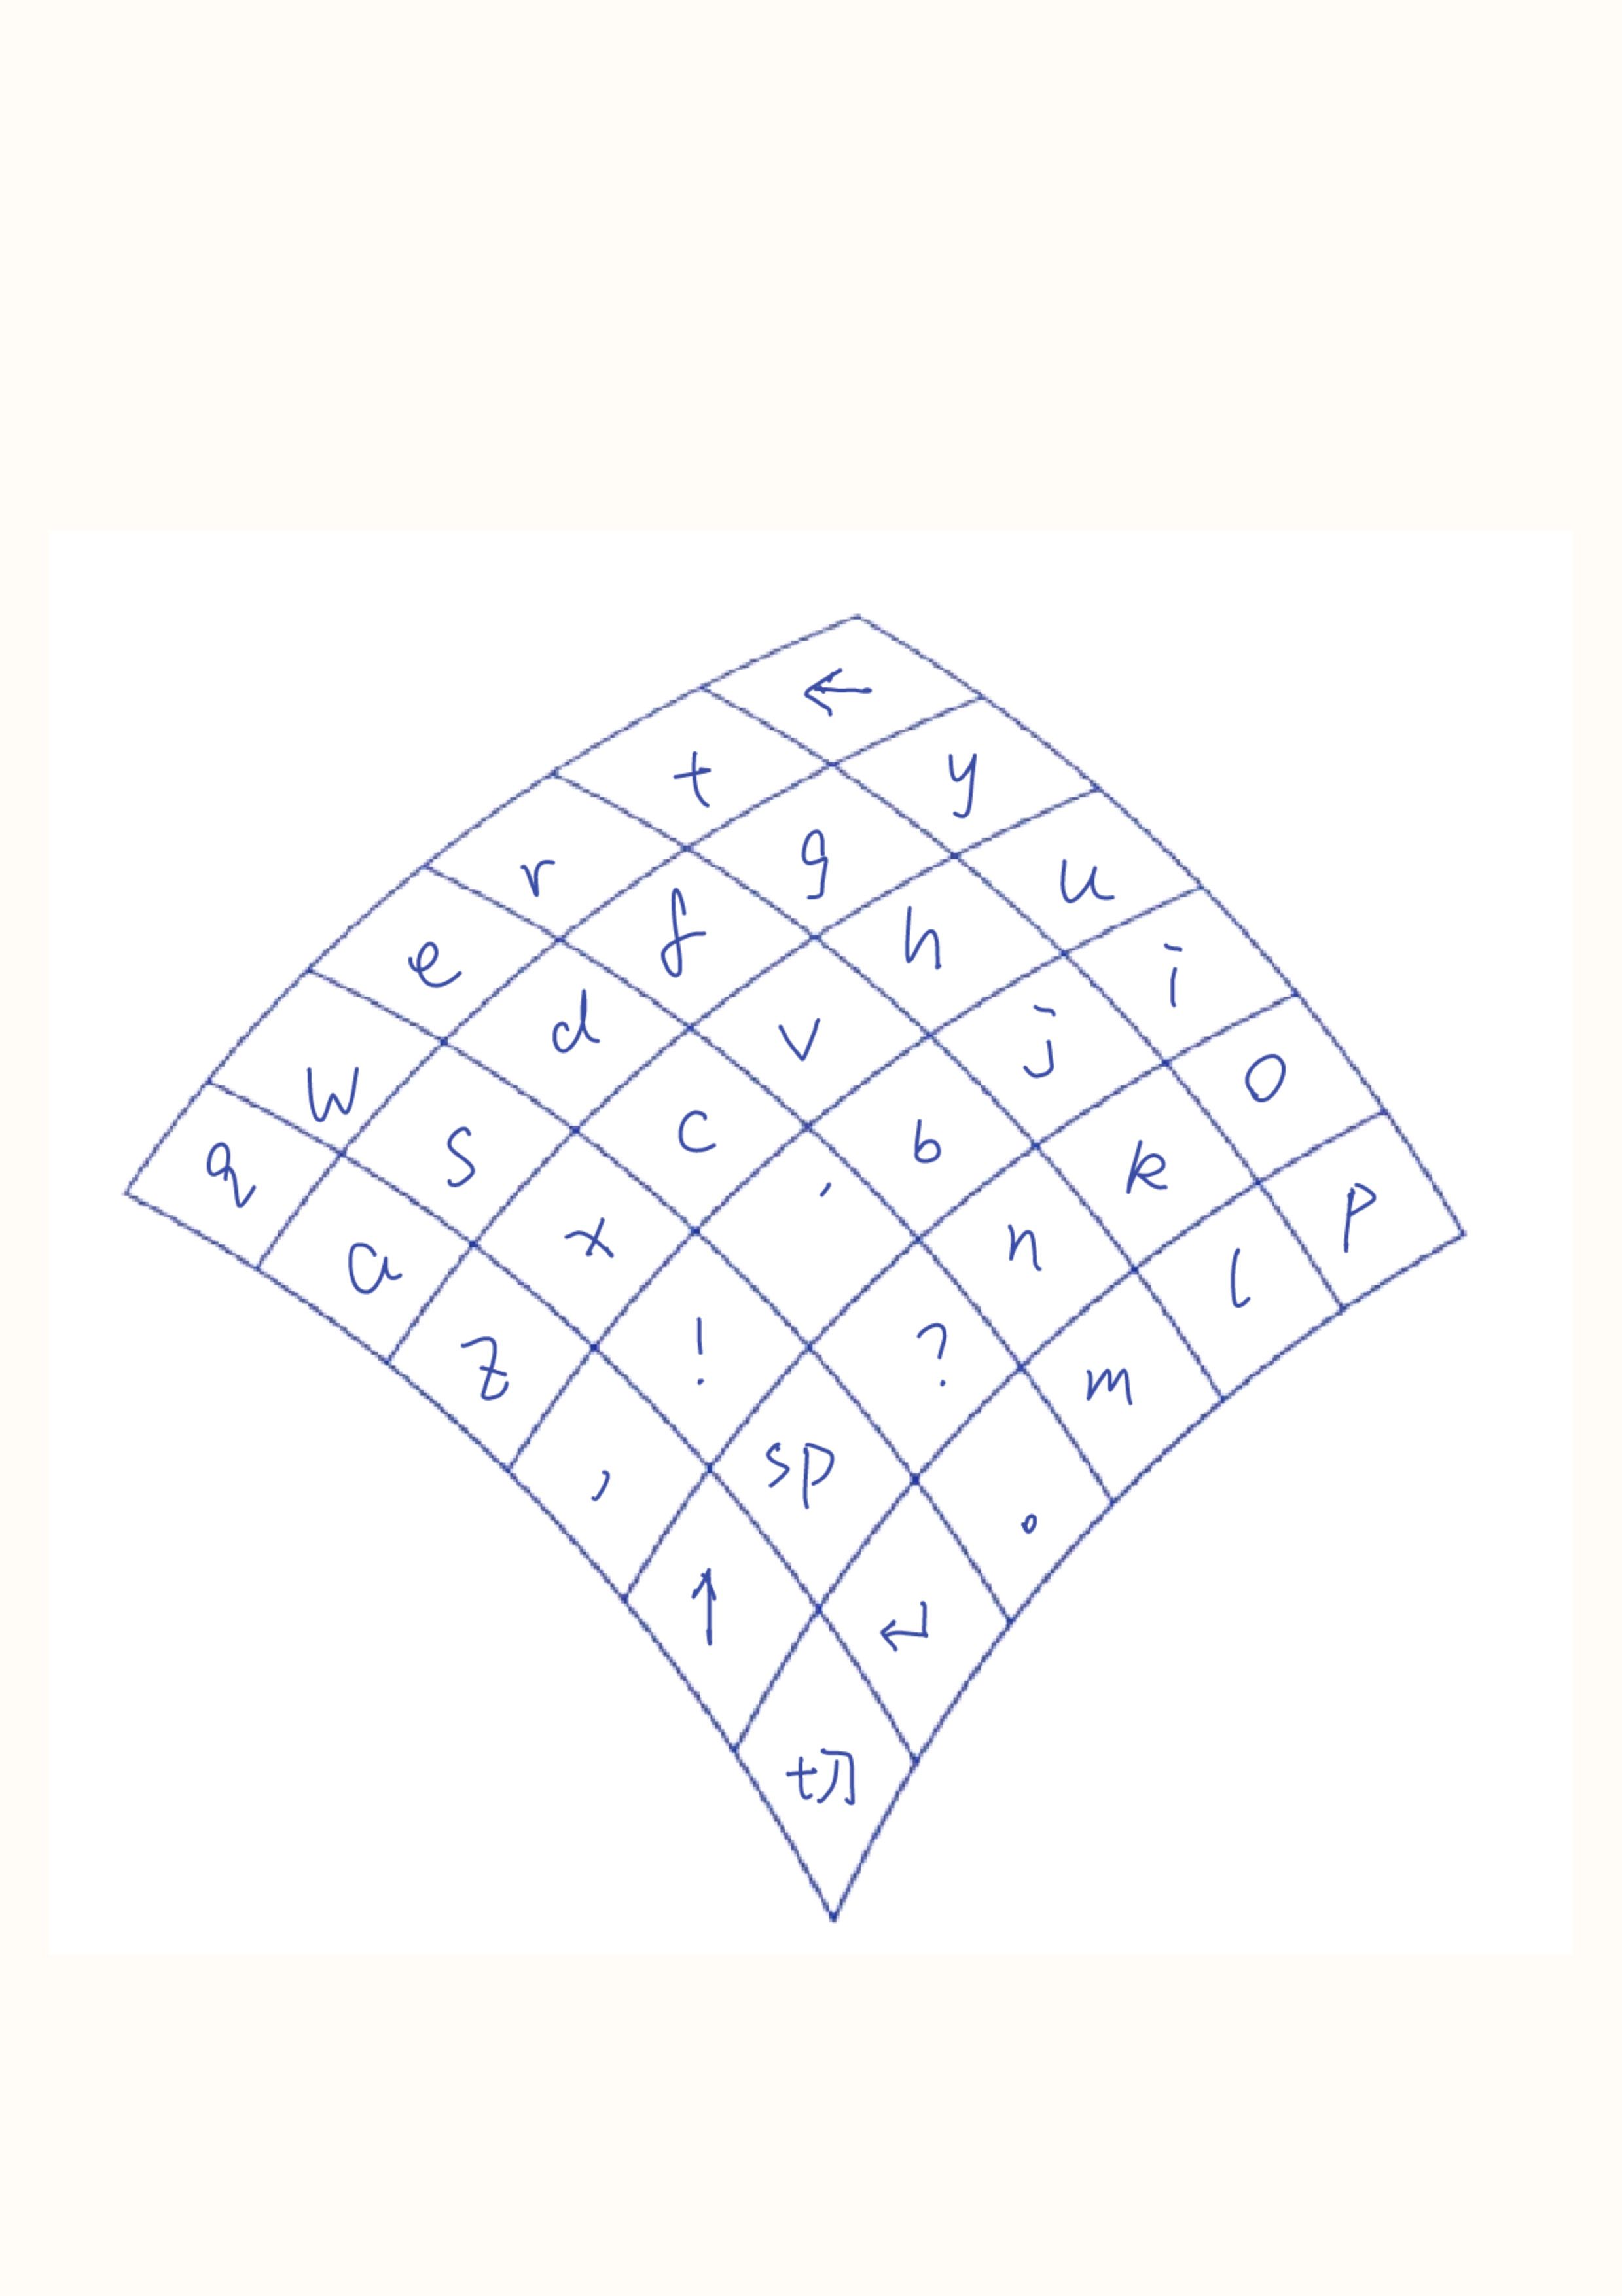 ←
t y
r g u
e f h i
w d v j o
q s c b k p
a x ' n l
z ! ? m
, sp .
↑ ↵
切